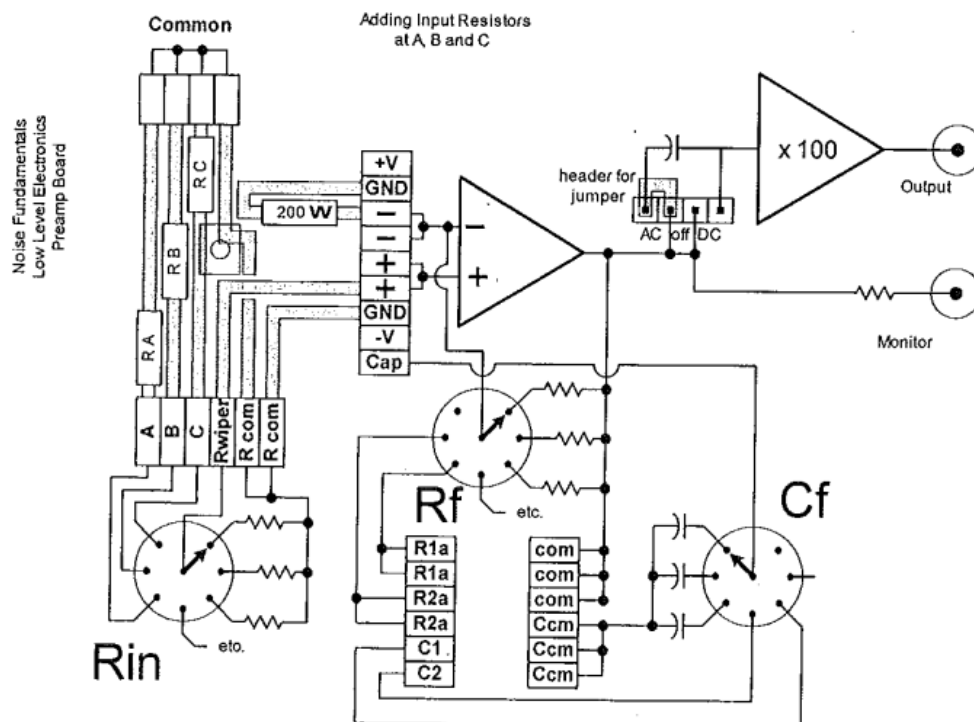 Adding Input Resistors
at A, B and C
Common
Noise Fundamentals
Low Level Electronics
Preamp Board
RA
RB
RC
+V
GND
200 W
−
−
+
+
GND
-V
Cap
−
+
header for
jumper
AC off DC
x 100
Output
Monitor
A
B
C
Rwiper
R com
R com
etc.
Rin
Rf
etc.
Cf
R1a
R1a
R2a
R2a
C1
C2
com
com
com
Ccm
Ccm
Ccm